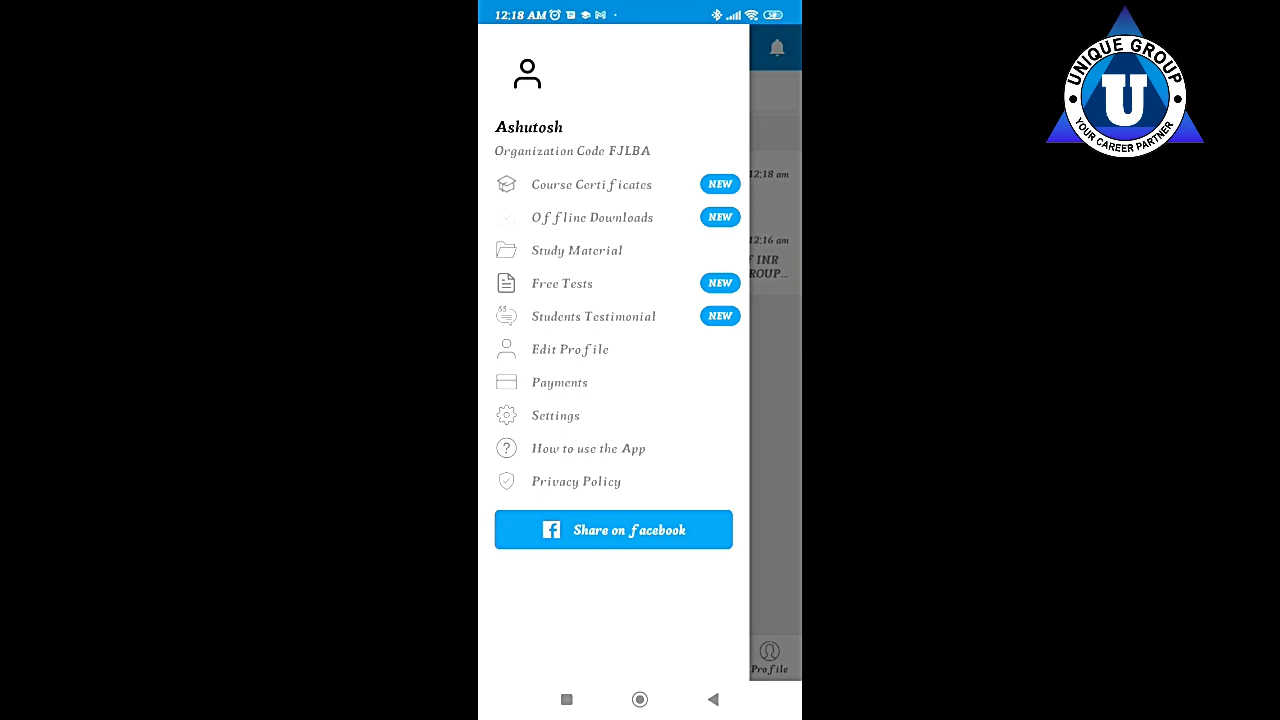 12:18 AM
Ashutosh
Organization Code FJLBA
Course Certificates NEW
Offline Downloads NEW
Study Material
Free Tests NEW
Students Testimonial NEW
Edit Profile
Payments
Settings
How to use the App
Privacy Policy
Share on facebook
12:18 am
12:16 am
INR
ROUP...
Profile
UNIQUE GROUP
U
YOUR CAREER PARTNER